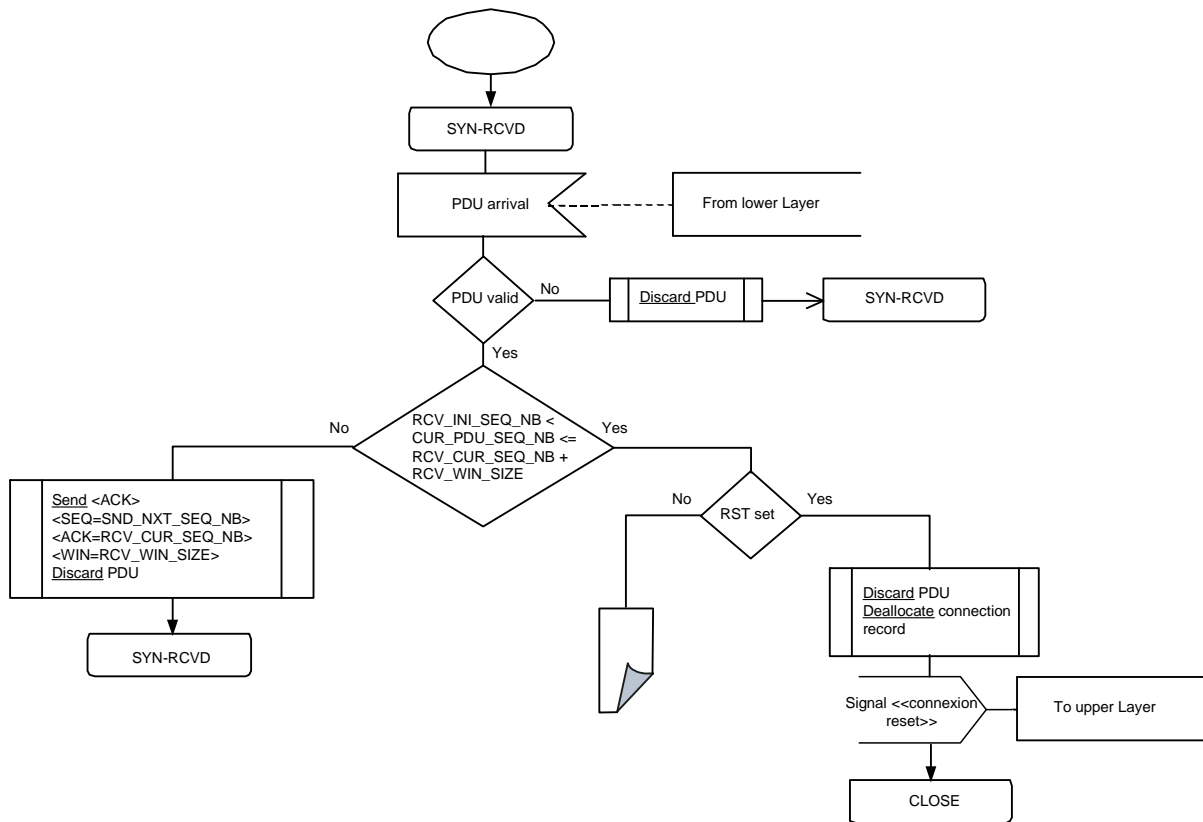 SYN-RCVD
PDU arrival
From lower Layer
PDU valid
No
Discard PDU
SYN-RCVD
Yes
RCV_INI_SEQ_NB <
CUR_PDU_SEQ_NB <=
RCV_CUR_SEQ_NB +
RCV_WIN_SIZE
No
Yes
Send <ACK>
<SEQ=SND_NXT_SEQ_NB>
<ACK=RCV_CUR_SEQ_NB>
<WIN=RCV_WIN_SIZE>
Discard PDU
SYN-RCVD
RST set
No
Yes
Discard PDU
Deallocate connection
record
Signal <<connexion
reset>>
To upper Layer
CLOSE